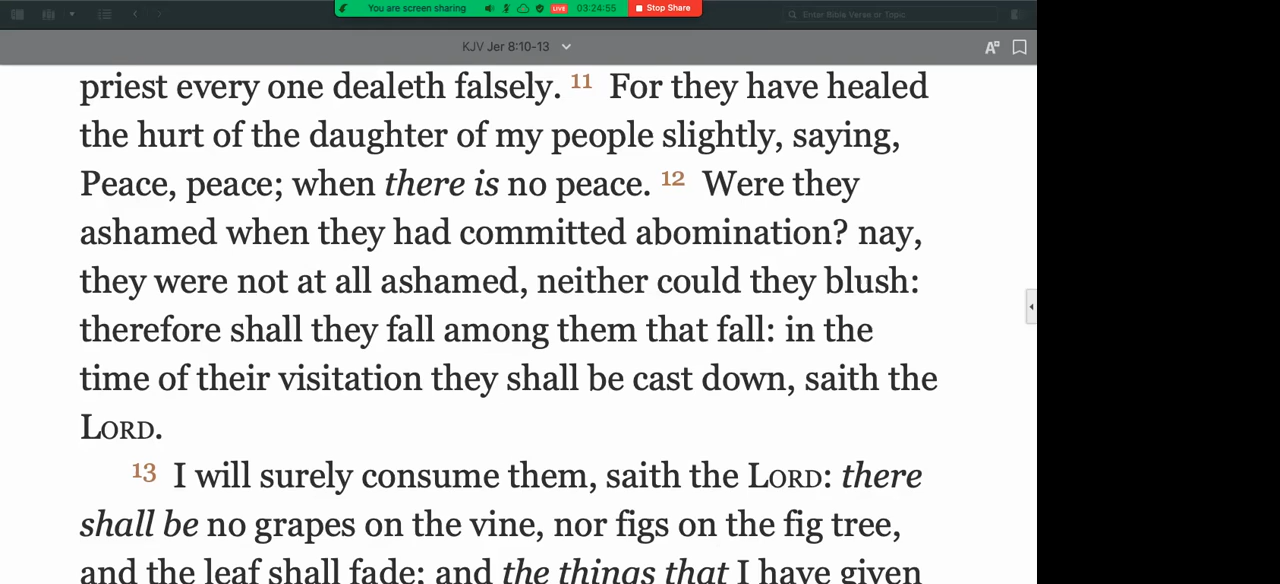 You are screen sharing LIVE 03:24:55 Stop Share
Enter Bible Verse or Topic
KJV Jer 8:10-13
priest every one dealeth falsely. 11 For they have healed
the hurt of the daughter of my people slightly, saying,
Peace, peace; when there is no peace. 12 Were they
ashamed when they had committed abomination? nay,
they were not at all ashamed, neither could they blush:
therefore shall they fall among them that fall: in the
time of their visitation they shall be cast down, saith the
LORD.
13 I will surely consume them, saith the LORD: there
shall be no grapes on the vine, nor figs on the fig tree,
and the leaf shall fade; and the things that I have given